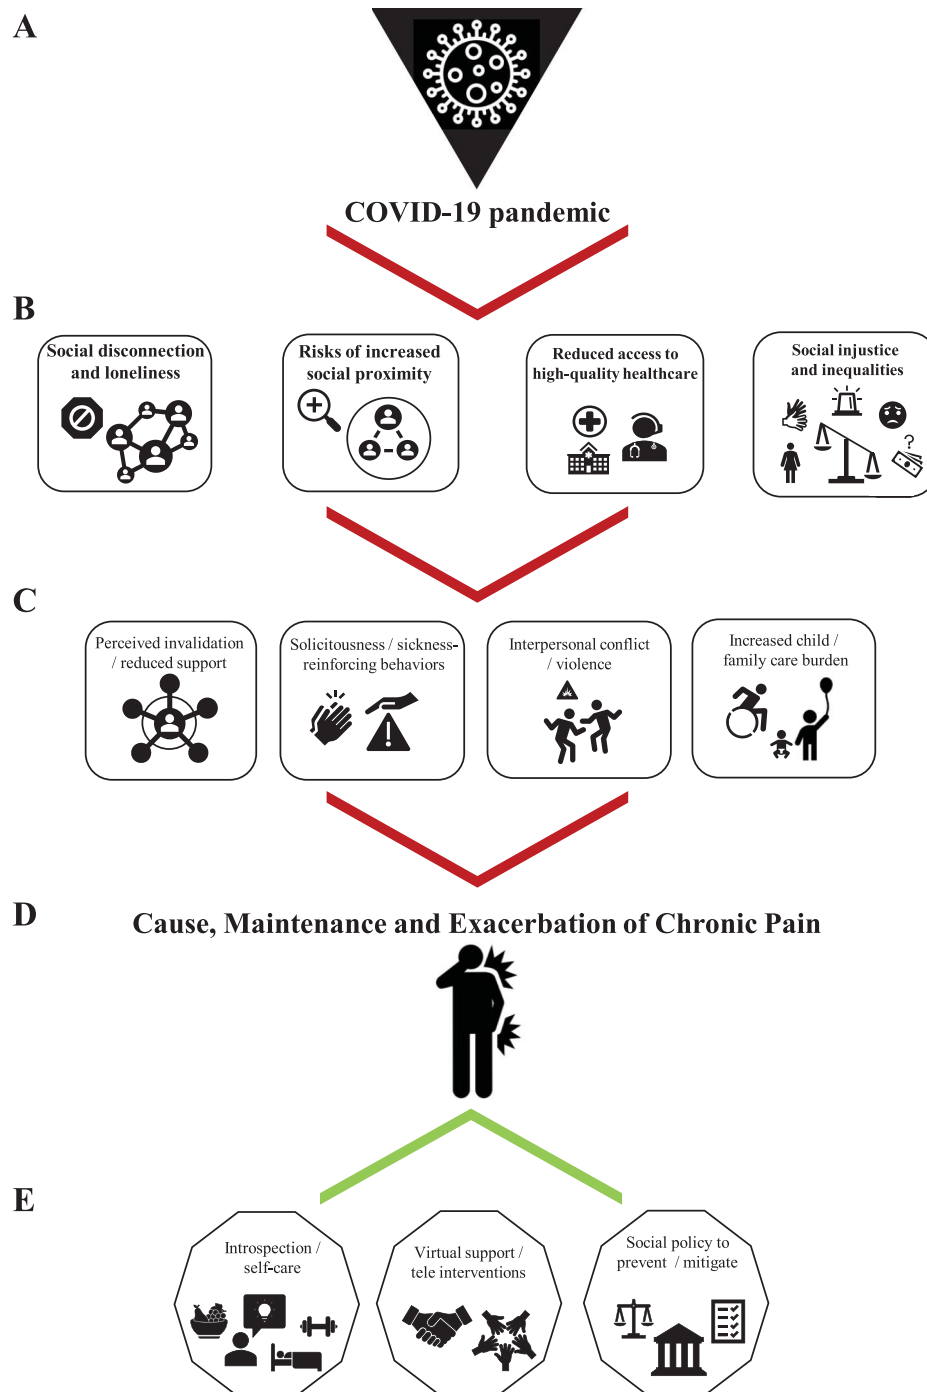 A
COVID-19 pandemic
B
Social disconnection
and loneliness
Risks of increased
social proximity
Reduced access to
high-quality healthcare
Social injustice
and inequalities
?
C
Perceived invalidation
/ reduced support
Solicitousness / sickness-
reinforcing behaviors
Interpersonal conflict
/ violence
Increased child /
family care burden
D
Cause, Maintenance and Exacerbation of Chronic Pain
E
Introspection /
self-care
Virtual support /
tele interventions
Social policy to
prevent / mitigate